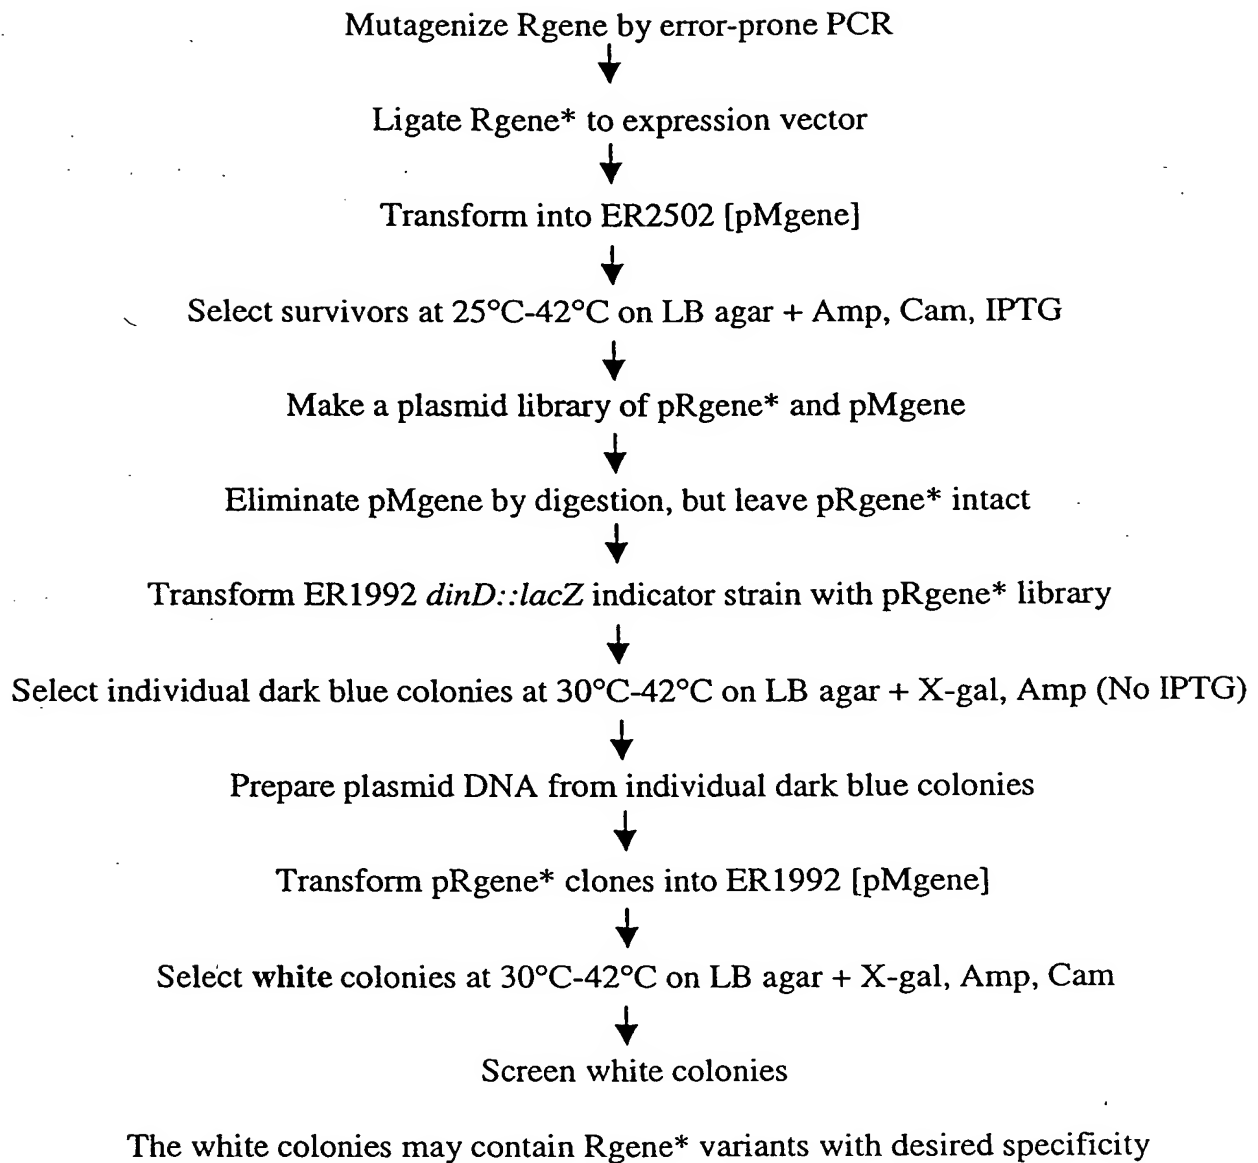 Mutagenize Rgene by error-prone PCR
Ligate Rgene* to expression vector
Transform into ER2502 [pMgene]
Select survivors at 25°C-42°C on LB agar + Amp, Cam, IPTG
Make a plasmid library of pRgene* and pMgene
Eliminate pMgene by digestion, but leave pRgene* intact
Transform ER1992 dinD::lacZ indicator strain with pRgene* library
Select individual dark blue colonies at 30°C-42°C on LB agar + X-gal, Amp (No IPTG)
Prepare plasmid DNA from individual dark blue colonies
Transform pRgene* clones into ER1992 [pMgene]
Select white colonies at 30°C-42°C on LB agar + X-gal, Amp, Cam
Screen white colonies
The white colonies may contain Rgene* variants with desired specificity